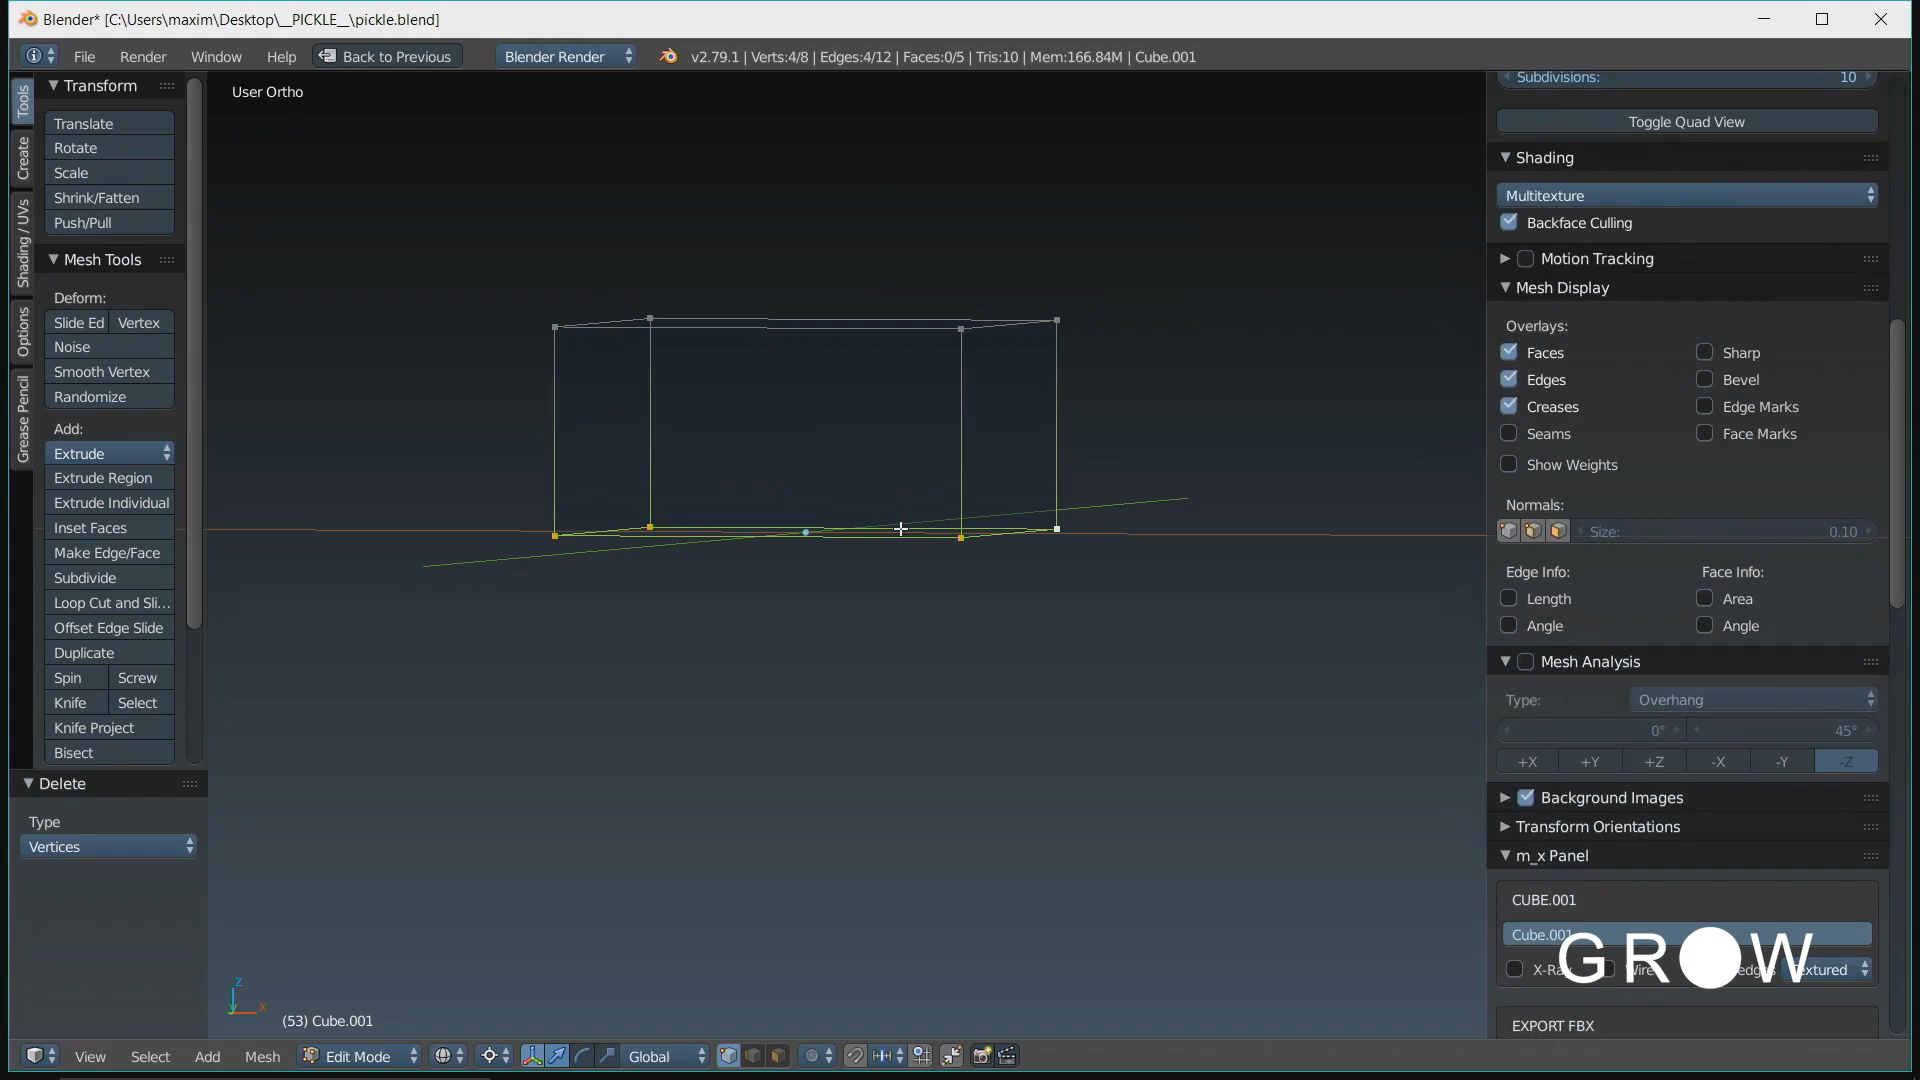 Blender* [C:\Users\maxim\Desktop\__PICKLE__\pickle.blend]
File Render Window Help Back to Previous Blender Render v2.79.1 | Verts:4/8 | Edges:4/12 | Faces:0/5 | Tris:10 | Mem:166.84M | Cube.001
Tools
Create
Shading / UVs
Options
Grease Pencil
Transform
Translate
Rotate
Scale
Shrink/Fatten
Push/Pull
Mesh Tools
Deform:
Slide Ed Vertex
Noise
Smooth Vertex
Randomize
Add:
Extrude
Extrude Region
Extrude Individual
Inset Faces
Make Edge/Face
Subdivide
Loop Cut and Sli...
Offset Edge Slide
Duplicate
Spin Screw
Knife Select
Knife Project
Bisect
Delete
Type
Vertices
User Ortho
z
x
(53) Cube.001
Subdivisions: 10
Toggle Quad View
Shading
Multitexture
Backface Culling
Motion Tracking
Mesh Display
Overlays:
Faces Sharp
Edges Bevel
Creases Edge Marks
Seams Face Marks
Show Weights
Normals:
Size: 0.10
Edge Info: Face Info:
Length Area
Angle Angle
Mesh Analysis
Type: Overhang
0° 45°
+X +Y +Z -X -Y -Z
Background Images
Transform Orientations
m_x Panel
CUBE.001
Cube.001
GROW
EXPORT FBX
View Select Add Mesh Edit Mode Global